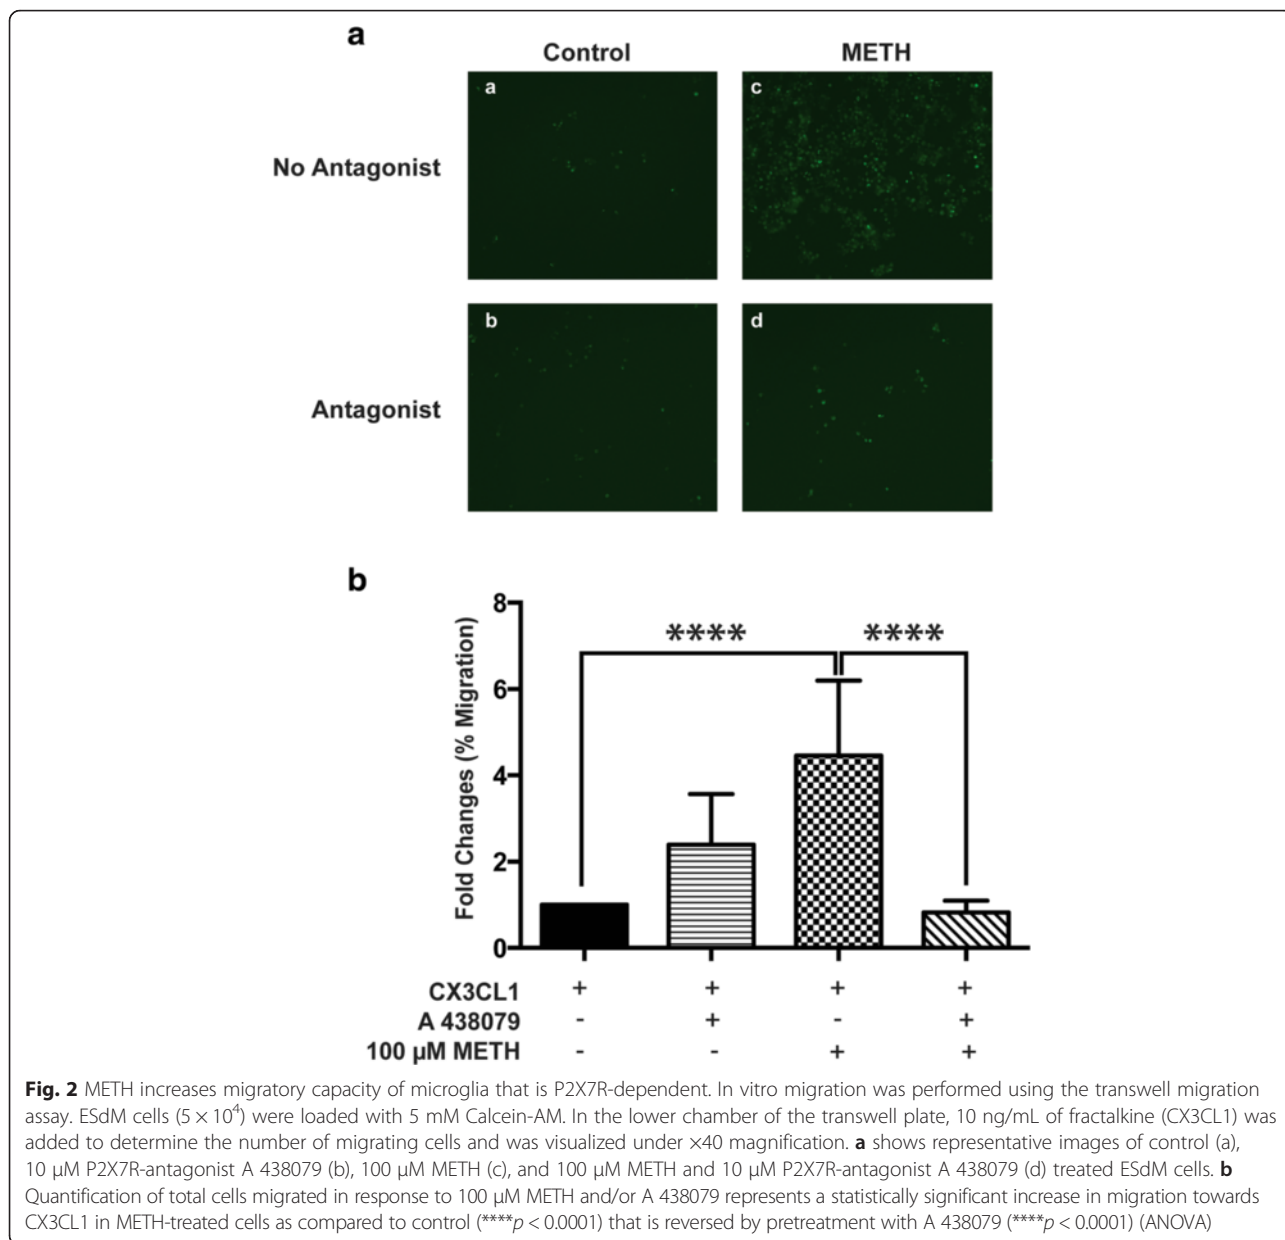 a
Control METH
No Antagonist
a
c
Antagonist
b
d
b
Fold Changes (% Migration)
8
6
4
2
0
**** ****
CX3CL1 + + + +
A 438079 - + - +
100 µM METH - - + +
Fig. 2 METH increases migratory capacity of microglia that is P2X7R-dependent. In vitro migration was performed using the transwell migration
assay. ESdM cells (5 × 10⁴) were loaded with 5 mM Calcein-AM. In the lower chamber of the transwell plate, 10 ng/mL of fractalkine (CX3CL1) was
added to determine the number of migrating cells and was visualized under ×40 magnification. a shows representative images of control (a),
10 μM P2X7R-antagonist A 438079 (b), 100 μM METH (c), and 100 μM METH and 10 μM P2X7R-antagonist A 438079 (d) treated ESdM cells. b
Quantification of total cells migrated in response to 100 μM METH and/or A 438079 represents a statistically significant increase in migration towards
CX3CL1 in METH-treated cells as compared to control (****p < 0.0001) that is reversed by pretreatment with A 438079 (****p < 0.0001) (ANOVA)